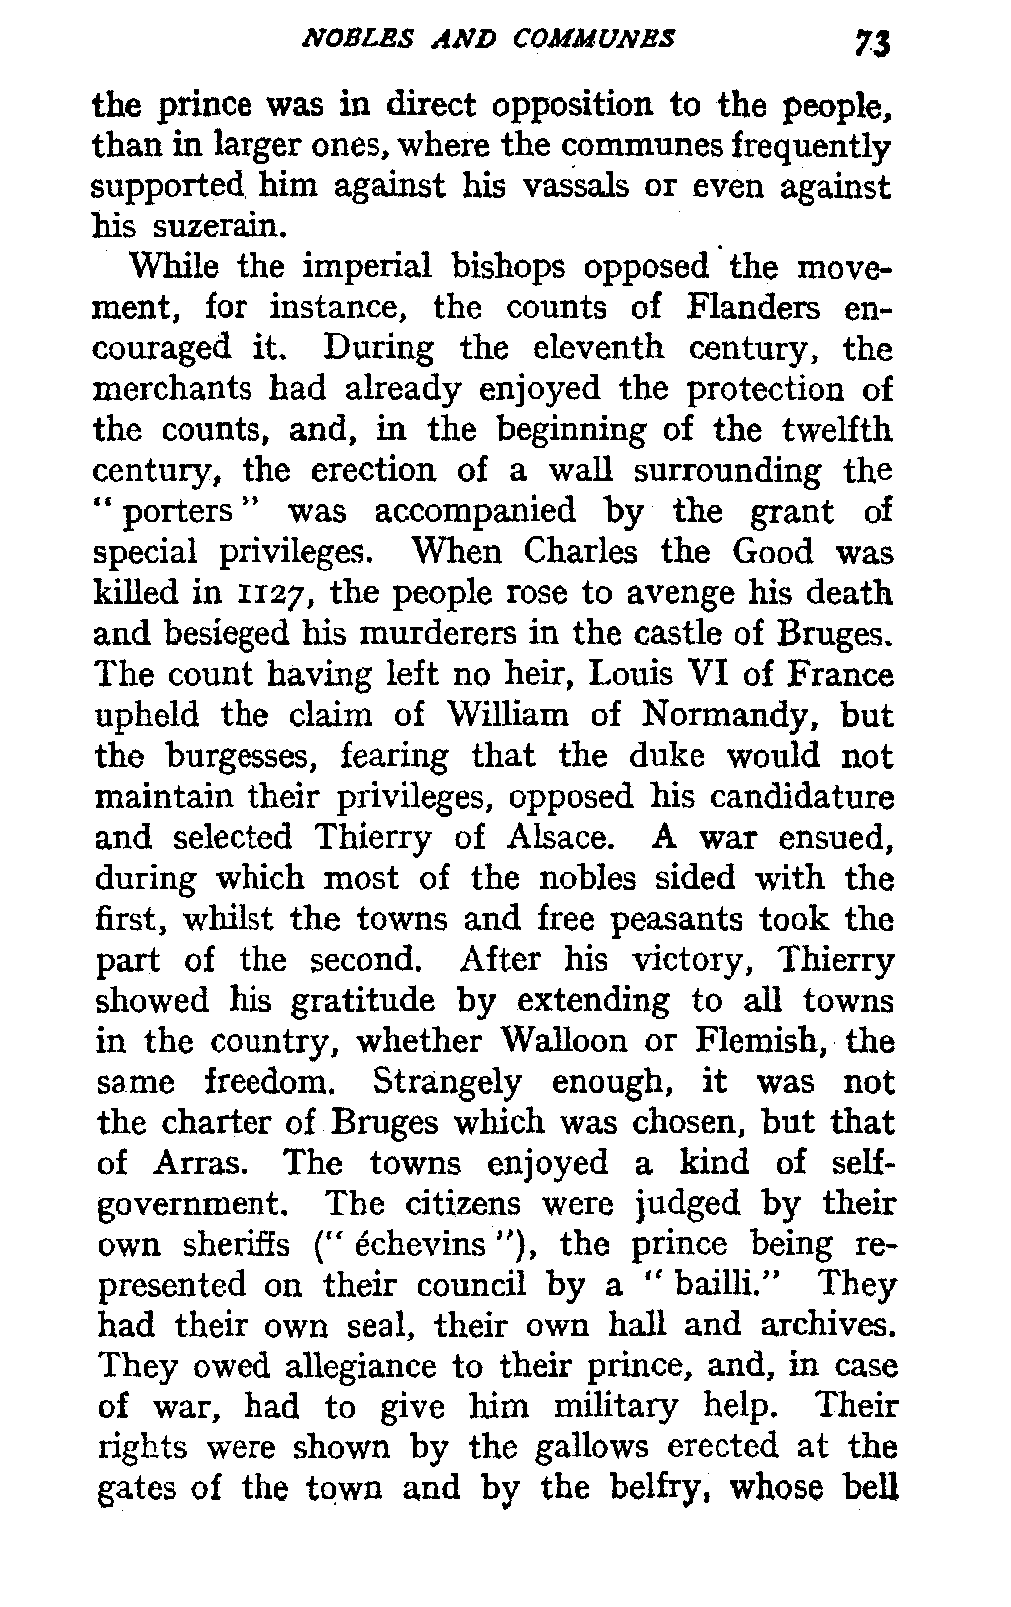 NOBLES AND COMMUNES 73
the prince was in direct opposition to the people,
than in larger ones, where the communes frequently
supported him against his vassals or even against
his suzerain.
While the imperial bishops opposed the move-
ment, for instance, the counts of Flanders en-
couraged it. During the eleventh century, the
merchants had already enjoyed the protection of
the counts, and, in the beginning of the twelfth
century, the erection of a wall surrounding the
“ porters ” was accompanied by the grant of
special privileges. When Charles the Good was
killed in 1127, the people rose to avenge his death
and besieged his murderers in the castle of Bruges.
The count having left no heir, Louis VI of France
upheld the claim of William of Normandy, but
the burgesses, fearing that the duke would not
maintain their privileges, opposed his candidature
and selected Thierry of Alsace. A war ensued,
during which most of the nobles sided with the
first, whilst the towns and free peasants took the
part of the second. After his victory, Thierry
showed his gratitude by extending to all towns
in the country, whether Walloon or Flemish, the
same freedom. Strangely enough, it was not
the charter of Bruges which was chosen, but that
of Arras. The towns enjoyed a kind of self-
government. The citizens were judged by their
own sheriffs (“ échevins ”), the prince being re-
presented on their council by a “ bailli.” They
had their own seal, their own hall and archives.
They owed allegiance to their prince, and, in case
of war, had to give him military help. Their
rights were shown by the gallows erected at the
gates of the town and by the belfry, whose bell